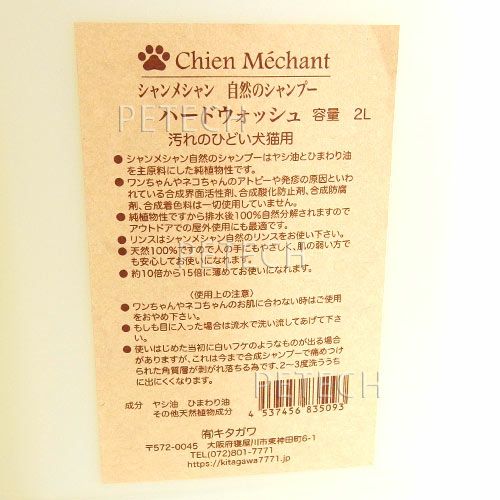 Chien Méchant
シャンメシャン 自然のシャンプー
ハードウォッシュ 容量 2L
PETECH
汚れのひどい犬猫用
●シャンメシャン自然のシャンプーはヤシ油とひまわり油
を主原料にした純植物性です。
●ワンちゃんやネコちゃんのアトピーや発疹の原因といわ
れている合成界面活性剤、合成酸化防止剤、合成防腐
剤、合成着色料は一切使用していません。
●純植物性ですから排水後100%自然分解されますので
アウトドアでの屋外使用にも最適です。
●リンスはシャンメシャン自然のリンスをお使い下さい。
●天然100%ですので人の手にもやさしく、肌の弱い方で
も安心してお使いになれます。
PETECH
●約10倍から15倍に薄めてお使いになれます。
〈使用上の注意〉
●ワンちゃんやネコちゃんのお肌に合わない時はご使用
をおやめ下さい。
●もしも目に入った場合は流水で洗い流してあげて下さ
い。
●使いはじめた当初に白いフケのようなものが出る場合
がありますが、これは今まで合成シャンプーで痛めつけ
られた角質層が剥がれ落ちる為です、2~3度洗ううち
に出にくくなります。
PETECH
成分 ヤシ油 ひまわり油
その他天然植物性成分
4 537456 835093
㈲キタガワ
〒572-0045 大阪府寝屋川市東神田町6-1
TEL(072)801-7771
https://kitagawa7771.jp